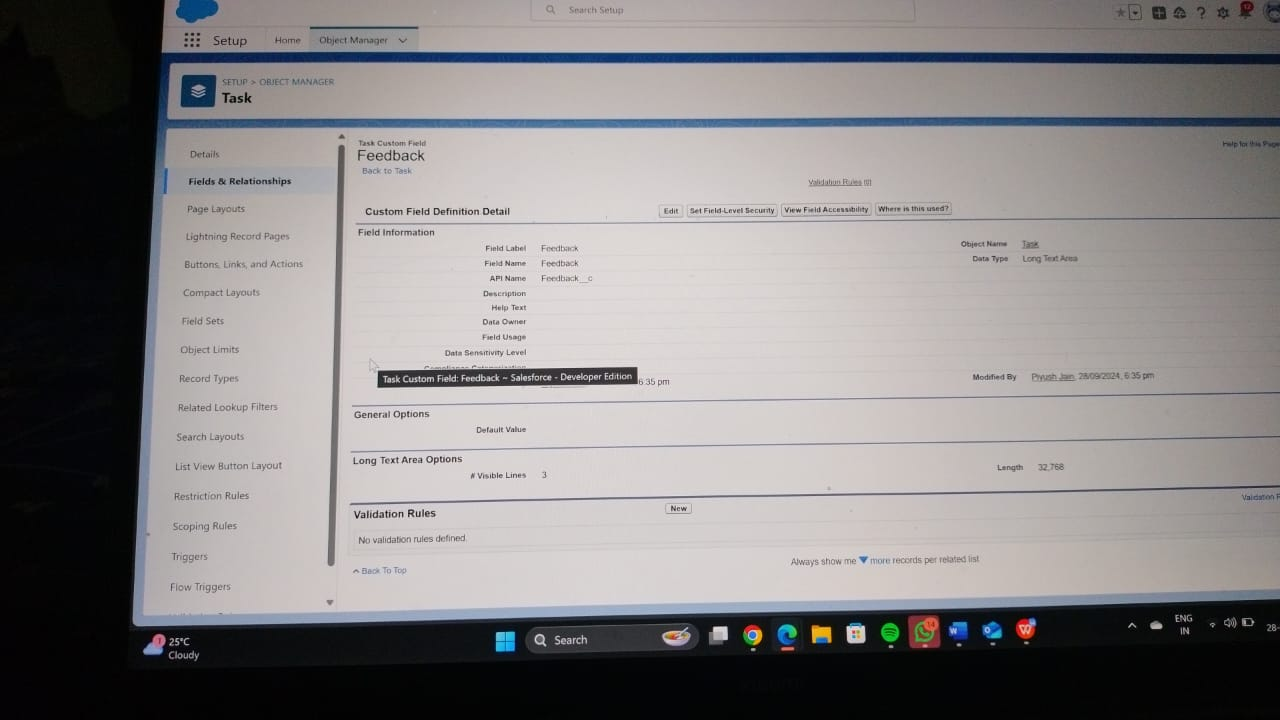 Search Setup
12
Setup
Home
Object Manager
SETUP > OBJECT MANAGER
Task
Details
Fields & Relationships
Page Layouts
Lightning Record Pages
Buttons, Links, and Actions
Compact Layouts
Field Sets
Object Limits
Record Types
Related Lookup Filters
Search Layouts
List View Button Layout
Restriction Rules
Scoping Rules
Triggers
Flow Triggers
Task Custom Field
Feedback
Back to Task
Help for this Page
Validation Rules [0]
Custom Field Definition Detail
Edit
Set Field-Level Security
View Field Accessibility
Where is this used?
Field Information
Field Label Feedback
Object Name Task
Field Name Feedback
Data Type Long Text Area
API Name Feedback__c
Description
Help Text
Data Owner
Field Usage
Data Sensitivity Level
Task Custom Field: Feedback ~ Salesforce - Developer Edition
6:35 pm
Modified By Piyush Jain, 28/09/2024, 6:35 pm
General Options
Default Value
Long Text Area Options
# Visible Lines 3
Length 32,768
Validation Rules
New
Validation R
No validation rules defined.
Back To Top
Always show me more records per related list
1
25°C
Cloudy
Search
14
ENG
IN
28-